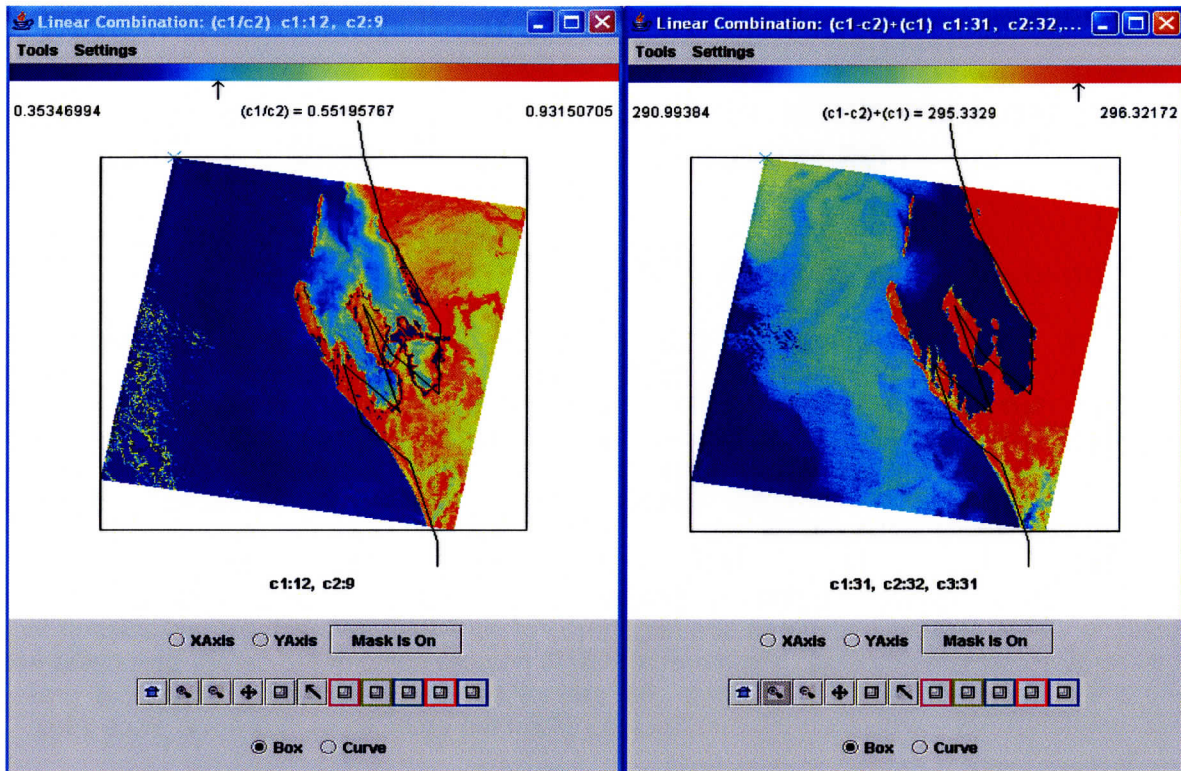 Linear Combination: (c1/c2) c1:12, c2:9
Tools Settings
0.35346994 (c1/c2) = 0.55195767 0.93150705
c1:12, c2:9
XAxis YAxis Mask Is On
Box Curve
Linear Combination: (c1-c2)+(c1) c1:31, c2:32,...
Tools Settings
290.99384 (c1-c2)+(c1) = 295.3329 296.32172
c1:31, c2:32, c3:31
XAxis YAxis Mask Is On
Box Curve